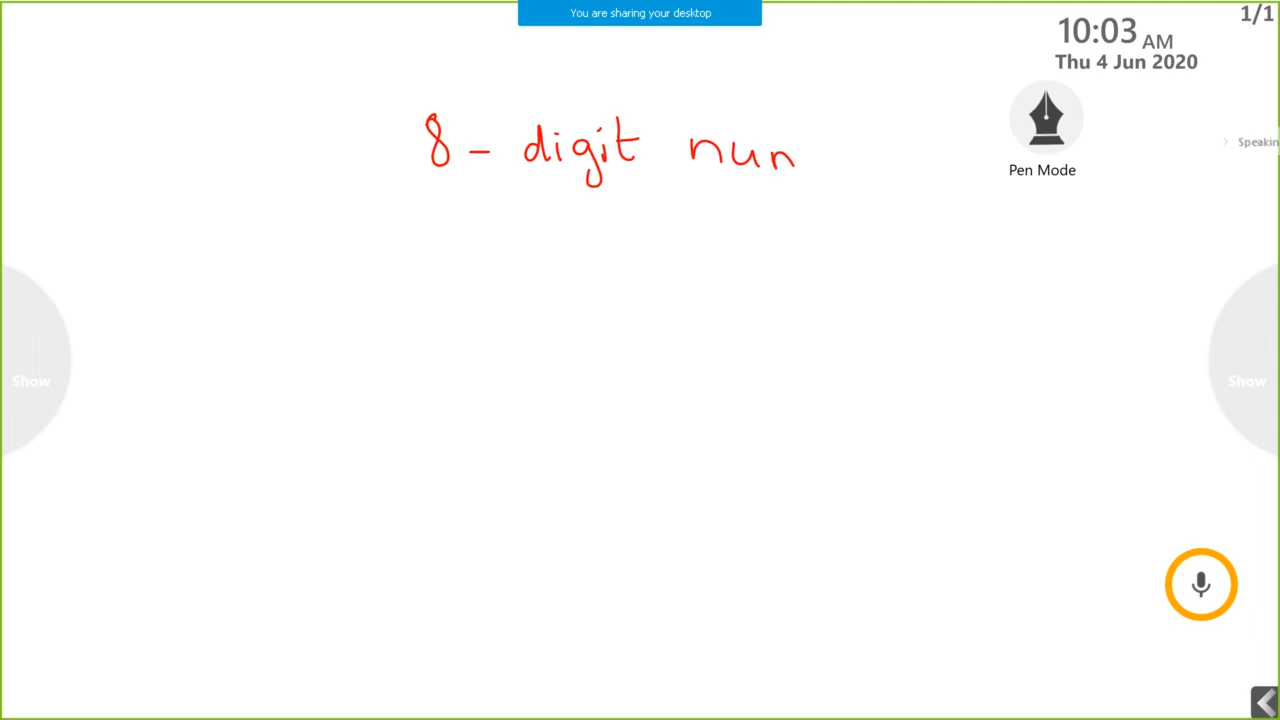 You are sharing your desktop
1/1
10:03 AM
Thu 4 Jun 2020
8 - digit nun
Speakin
Pen Mode
Show
Show